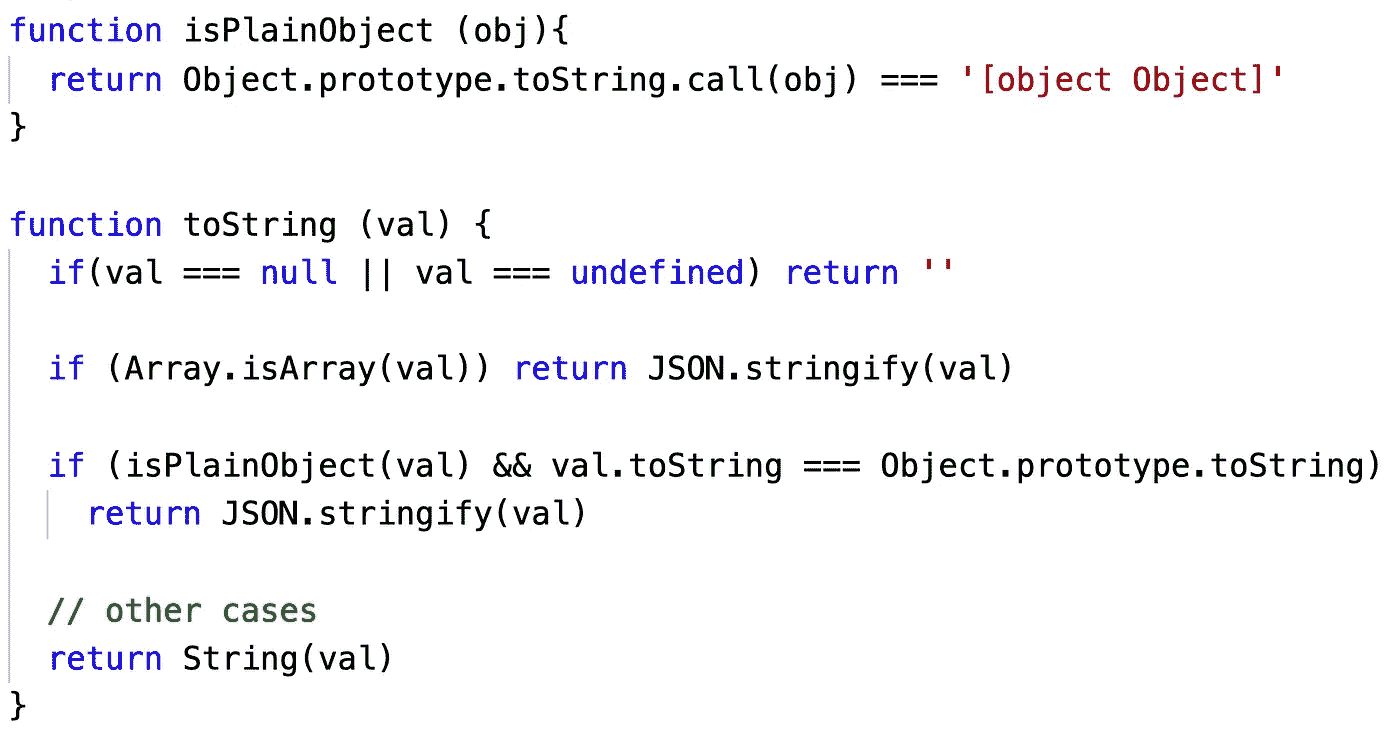 function isPlainObject (obj){
  return Object.prototype.toString.call(obj) === '[object Object]'
}

function toString (val) {
  if(val === null || val === undefined) return ''

  if (Array.isArray(val)) return JSON.stringify(val)

  if (isPlainObject(val) && val.toString === Object.prototype.toString)
    return JSON.stringify(val)

  // other cases
  return String(val)
}